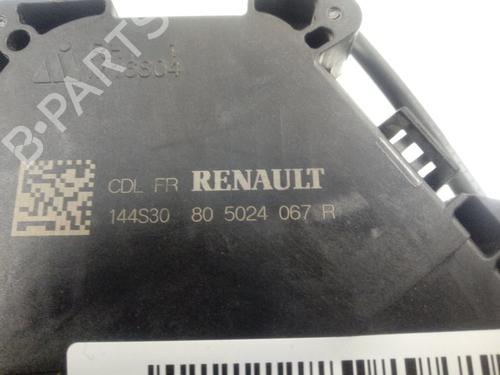 CDL FR RENAULT
144S30 80 5024 067 R
B-PARTS